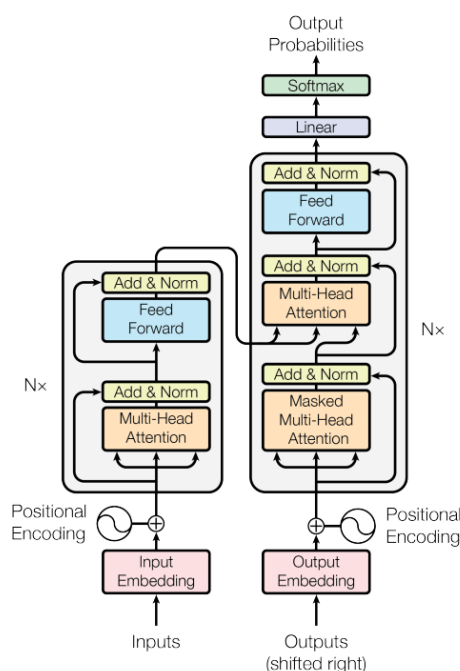 Output
Probabilities
Softmax
Linear
Add & Norm
Feed
Forward
Add & Norm
Multi-Head
Attention
Add & Norm
Masked
Multi-Head
Attention
N×
Add & Norm
Feed
Forward
Add & Norm
Multi-Head
Attention
N×
Positional
Encoding
Input
Embedding
Inputs
Positional
Encoding
Output
Embedding
Outputs
(shifted right)